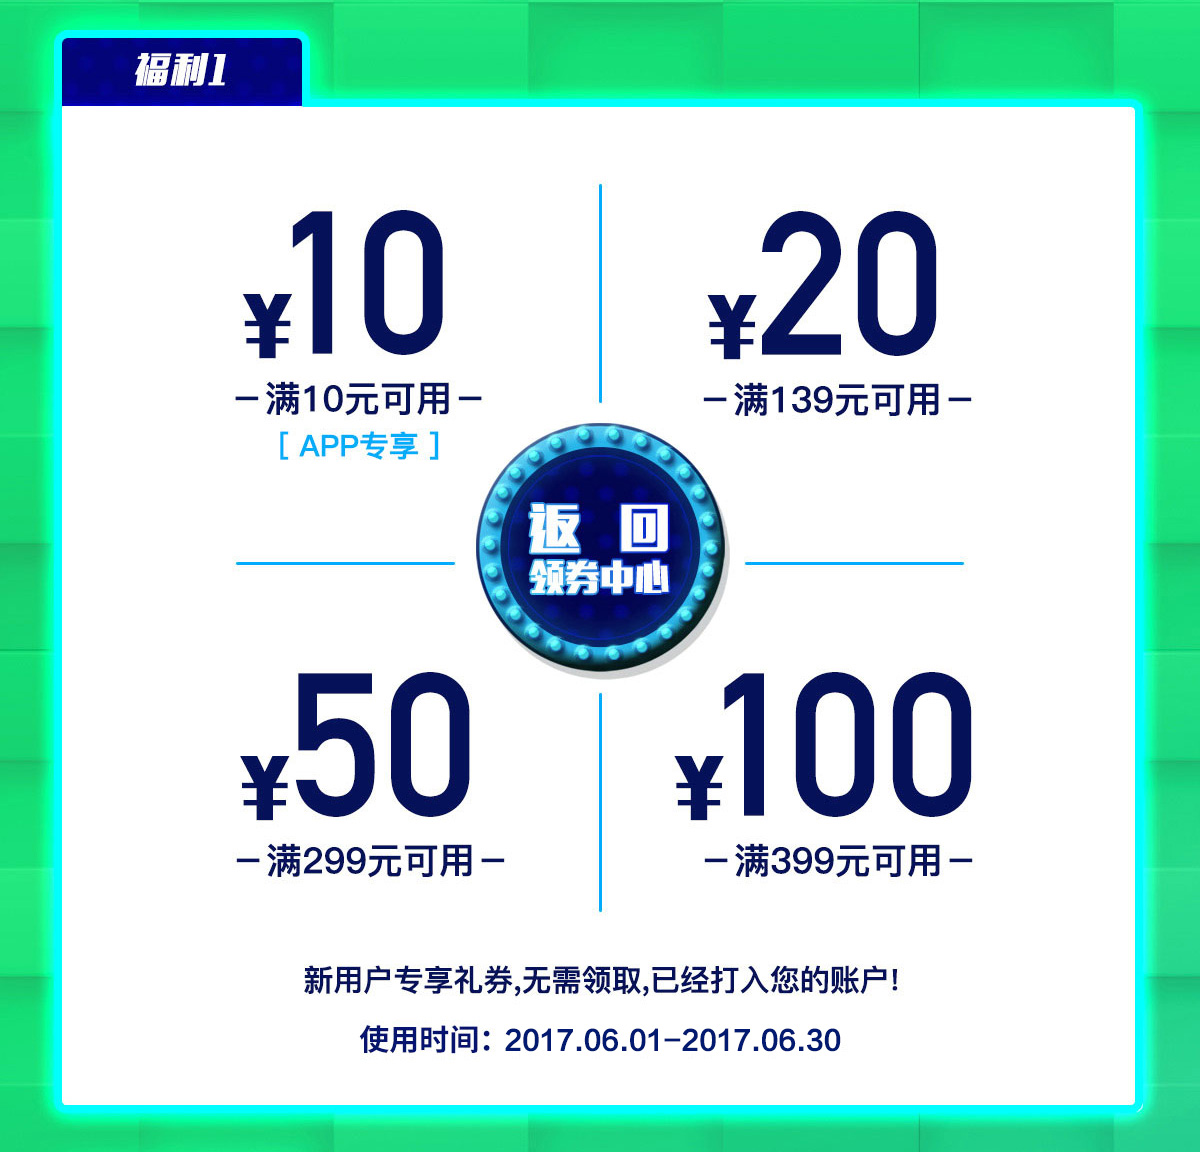 福利1
¥10
－满10元可用－
[ APP专享 ]
¥20
－满139元可用－
返 回
领券中心
¥50
－满299元可用－
¥100
－满399元可用－
新用户专享礼券,无需领取,已经打入您的账户!
使用时间：2017.06.01-2017.06.30